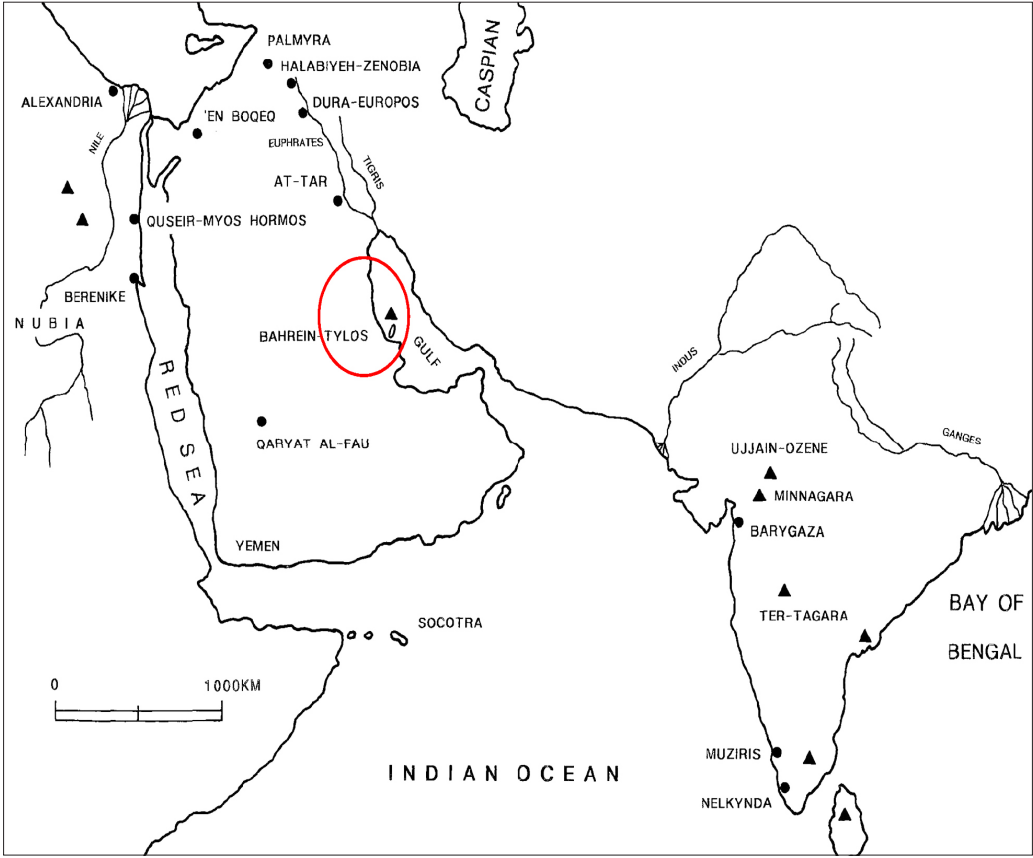 PALMYRA
HALABIYEH-ZENOBIA
CASPIAN
ALEXANDRIA
DURA-EUROPOS
'EN BOQEQ
NILE
EUPHRATES
TIGRIS
AT-TAR
QUSEIR-MYOS HORMOS
BERENIKE
NUBIA
BAHREIN-TYLOS
GULF
INDUS
RED SEA
QARYAT AL-FAU
GANGES
UJJAIN-OZENE
MINNAGARA
BARYGAZA
YEMEN
BAY OF
BENGAL
TER-TAGARA
SOCOTRA
0 1000KM
MUZIRIS
INDIAN OCEAN
NELKYNDA